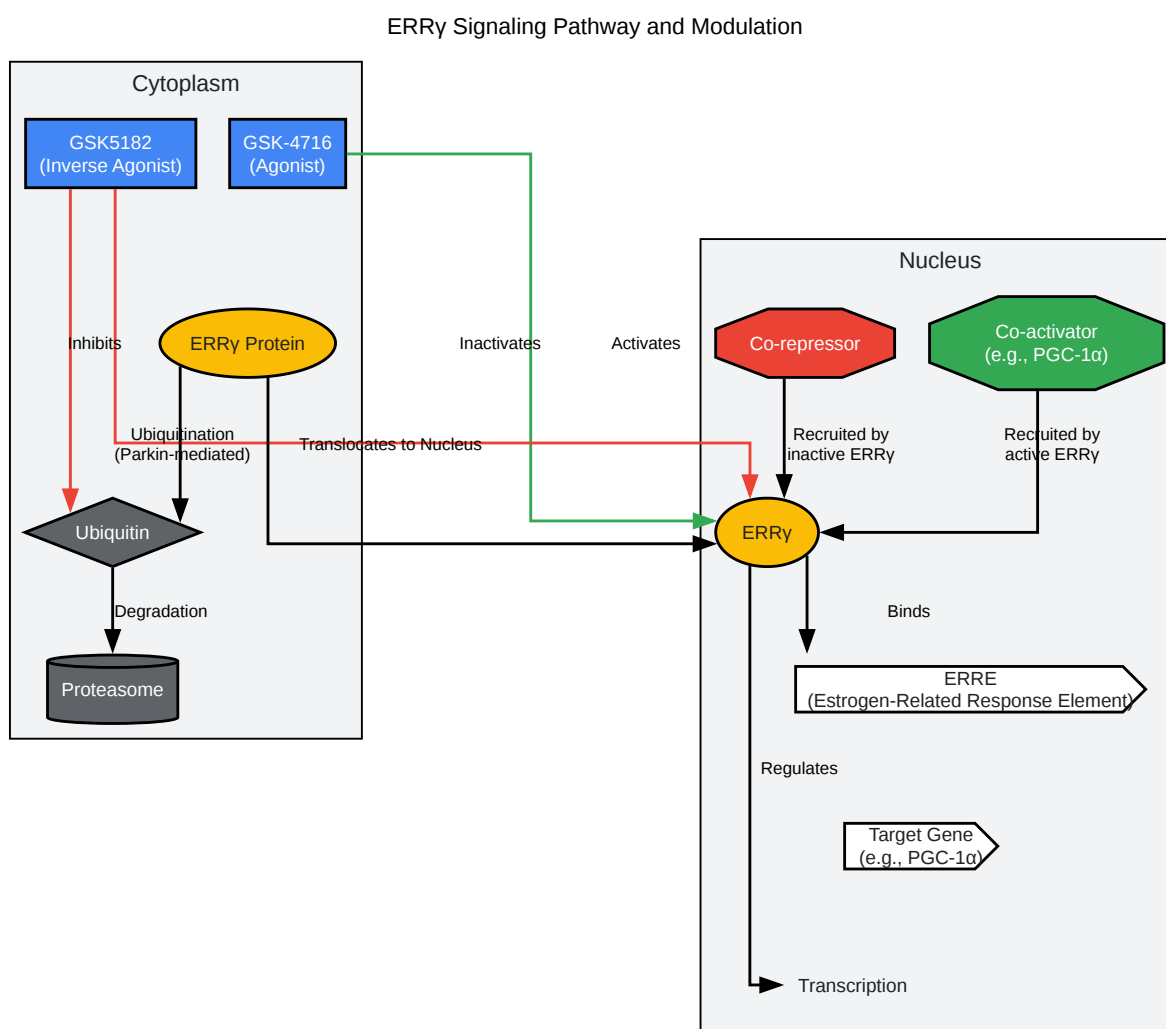 ERRγ Signaling Pathway and Modulation
Cytoplasm
GSK5182
(Inverse Agonist)
GSK-4716
(Agonist)
Nucleus
Inhibits
ERRγ Protein
Inactivates
Activates
Co-repressor
Co-activator
(e.g., PGC-1α)
Ubiquitination
(Parkin-mediated)
Translocates to Nucleus
Recruited by
inactive ERRγ
Recruited by
active ERRγ
Ubiquitin
ERRγ
Degradation
Binds
Proteasome
ERRE
(Estrogen-Related Response Element)
Regulates
Target Gene
(e.g., PGC-1α)
Transcription